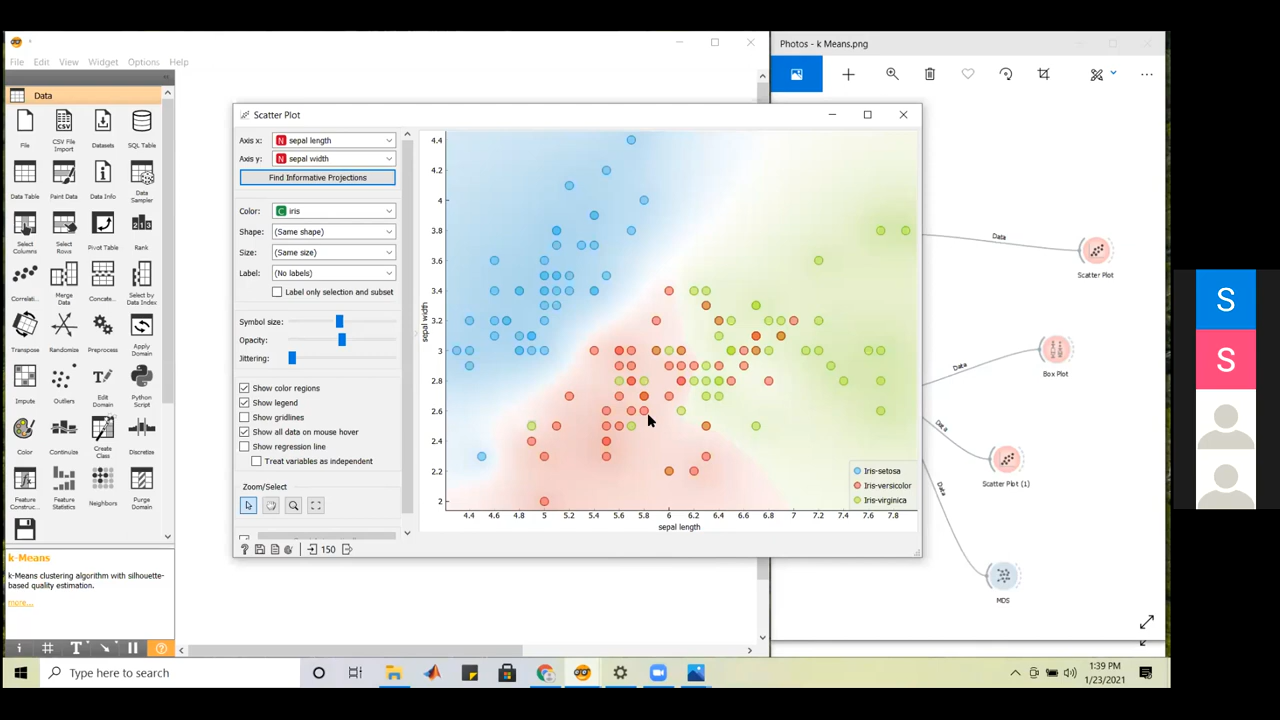 File Edit View Widget Options Help
Data
File
CSV File Import
Datasets
SQL Table
Data Table
Paint Data
Data Info
Data Sampler
Select Columns
Select Rows
Pivot Table
Rank
Correlati...
Merge Data
Concate...
Select by Data Index
Transpose
Randomize
Preprocess
Apply Domain
Impute
Outliers
Edit Domain
Python Script
Color
Continuize
Create Class
Discretize
Feature Construc...
Feature Statistics
Neighbors
Purge Domain
k-Means
k-Means clustering algorithm with silhouette-
based quality estimation.
more...
Scatter Plot
Axis x: N sepal length
Axis y: N sepal width
Find Informative Projections
Color: C iris
Shape: (Same shape)
Size: (Same size)
Label: (No labels)
Label only selection and subset
Symbol size:
Opacity:
Jittering:
Show color regions
Show legend
Show gridlines
Show all data on mouse hover
Show regression line
Treat variables as independent
Zoom/Select
150
4.4
4.2
4
3.8
3.6
3.4
3.2
3
2.8
2.6
2.4
2.2
2
sepal width
4.4 4.6 4.8 5 5.2 5.4 5.6 5.8 6 6.2 6.4 6.6 6.8 7 7.2 7.4 7.6 7.8
sepal length
Iris-setosa
Iris-versicolor
Iris-virginica
Photos - k Means.png
Data
Scatter Plot
Data
Box Plot
Data
Scatter Plot (1)
Data
MDS
S
S
Type here to search
1:39 PM
1/23/2021